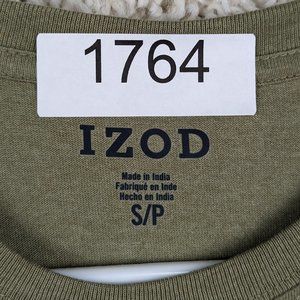 1764
IZOD
Made in India
Fabriqué en Inde
Hecho en India
S/P